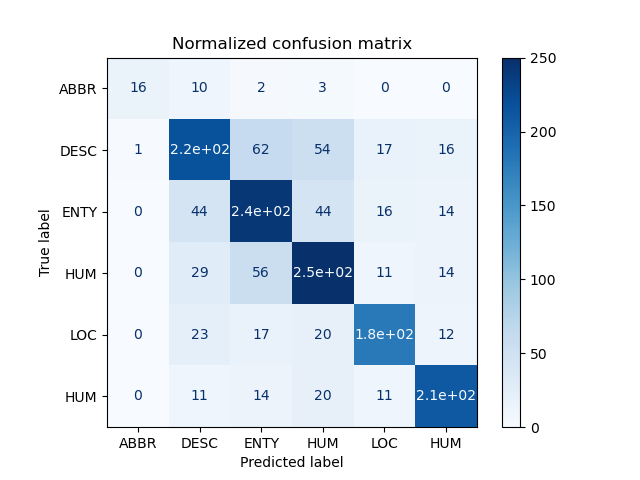 Normalized confusion matrix
ABBR 16 10 2 3 0 0
DESC 1 2.2e+02 62 54 17 16
ENTY 0 44 2.4e+02 44 16 14
HUM 0 29 56 2.5e+02 11 14
LOC 0 23 17 20 1.8e+02 12
HUM 0 11 14 20 11 2.1e+02
ABBR DESC ENTY HUM LOC HUM
Predicted label
True label
250
200
150
100
50
0